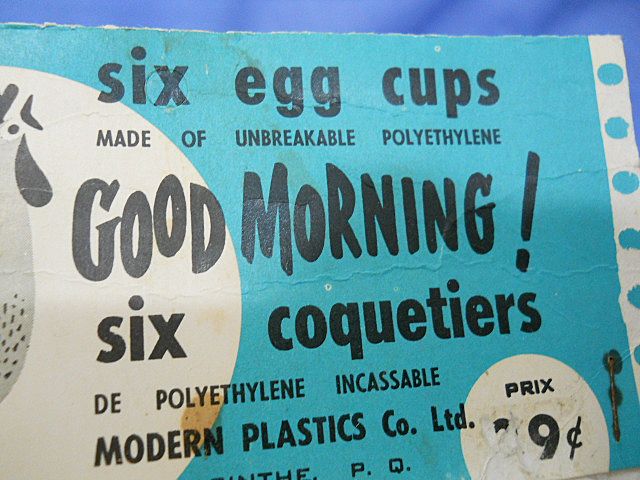 six egg cups
MADE OF UNBREAKABLE POLYETHYLENE
GOOD MORNING!
six coquetiers
DE POLYETHYLENE INCASSABLE
MODERN PLASTICS Co. Ltd.
P. Q.
PRIX
9¢